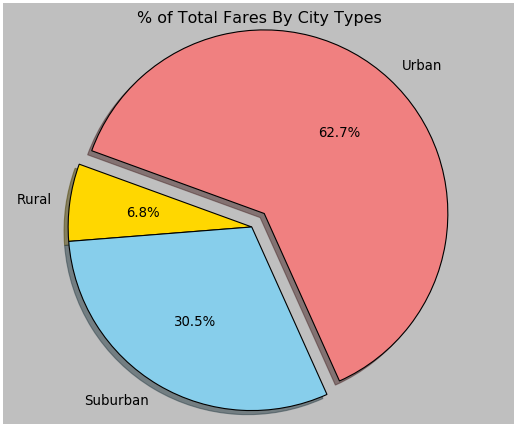 % of Total Fares By City Types
Urban
62.7%
Rural
6.8%
30.5%
Suburban